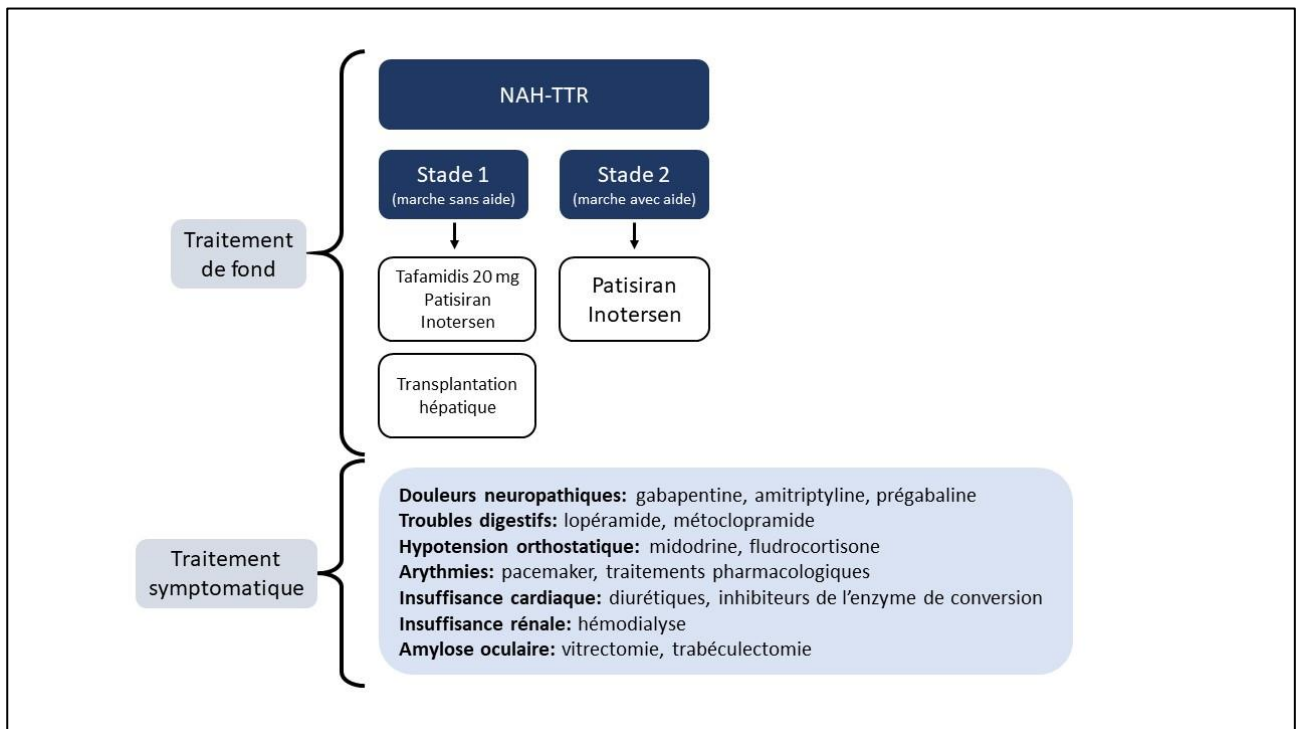 NAH-TTR
Stade 1
(marche sans aide)
Stade 2
(marche avec aide)
Traitement
de fond
Tafamidis 20 mg
Patisiran
Inotersen
Patisiran
Inotersen
Transplantation
hépatique
Traitement
symptomatique
Douleurs neuropathiques: gabapentine, amitriptyline, prégabaline
Troubles digestifs: lopéramide, métoclopramide
Hypotension orthostatique: midodrine, fludrocortisone
Arythmies: pacemaker, traitements pharmacologiques
Insuffisance cardiaque: diurétiques, inhibiteurs de l'enzyme de conversion
Insuffisance rénale: hémodialyse
Amylose oculaire: vitrectomie, trabéculectomie